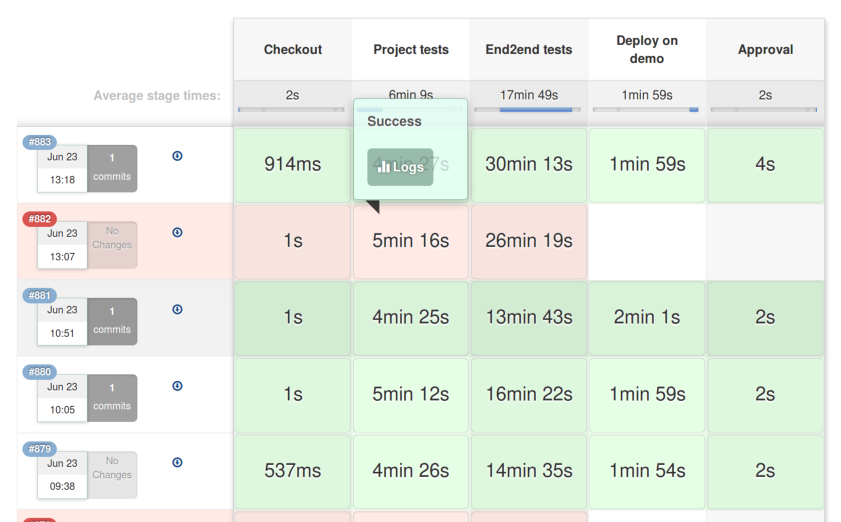 Checkout
Project tests
End2end tests
Deploy on
demo
Approval
Average stage times:
2s
6min 9s
17min 49s
1min 59s
2s
Success
Logs
#883
Jun 23
13:18
1
commits
914ms
4min 27s
30min 13s
1min 59s
4s
#882
Jun 23
13:07
No
Changes
1s
5min 16s
26min 19s
#881
Jun 23
10:51
1
commits
1s
4min 25s
13min 43s
2min 1s
2s
#880
Jun 23
10:05
1
commits
1s
5min 12s
16min 22s
1min 59s
2s
#879
Jun 23
09:38
No
Changes
537ms
4min 26s
14min 35s
1min 54s
2s